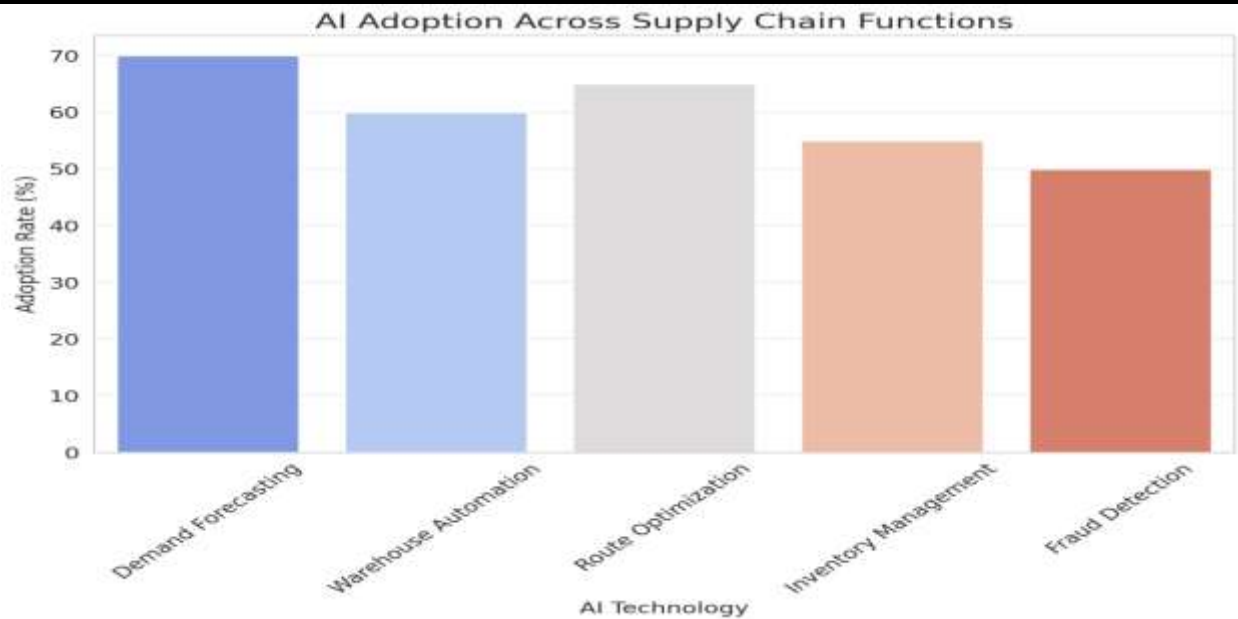 AI Adoption Across Supply Chain Functions
Adoption Rate (%)
70
60
50
40
30
20
10
0
Demand Forecasting
Warehouse Automation
Route Optimization
Inventory Management
Fraud Detection
AI Technology